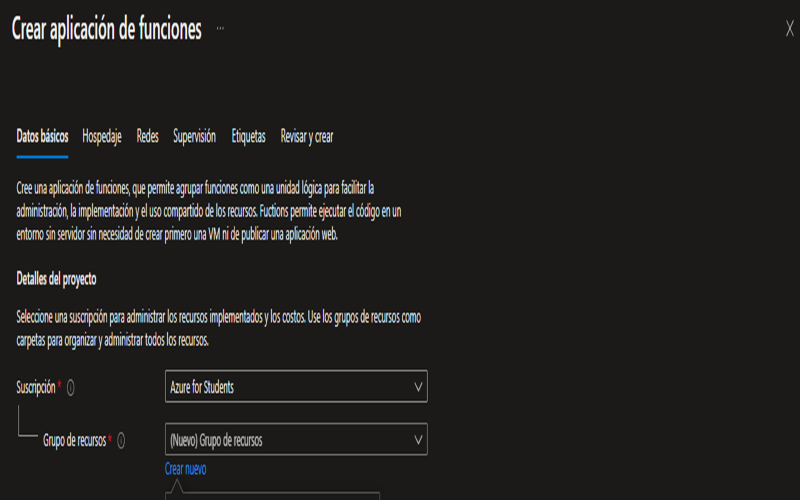 Crear aplicación de funciones ...
Datos básicos Hospedaje Redes Supervisión Etiquetas Revisar y crear
Cree una aplicación de funciones, que permite agrupar funciones como una unidad lógica para facilitar la
administración, la implementación y el uso compartido de los recursos. Fuctions permite ejecutar el código en un
entorno sin servidor sin necesidad de crear primero una VM ni de publicar una aplicación web.
Detalles del proyecto
Seleccione una suscripción para administrar los recursos implementados y los costos. Use los grupos de recursos como
carpetas para organizar y administrar todos los recursos.
Suscripción * Azure for Students
Grupo de recursos * (Nuevo) Grupo de recursos
Crear nuevo